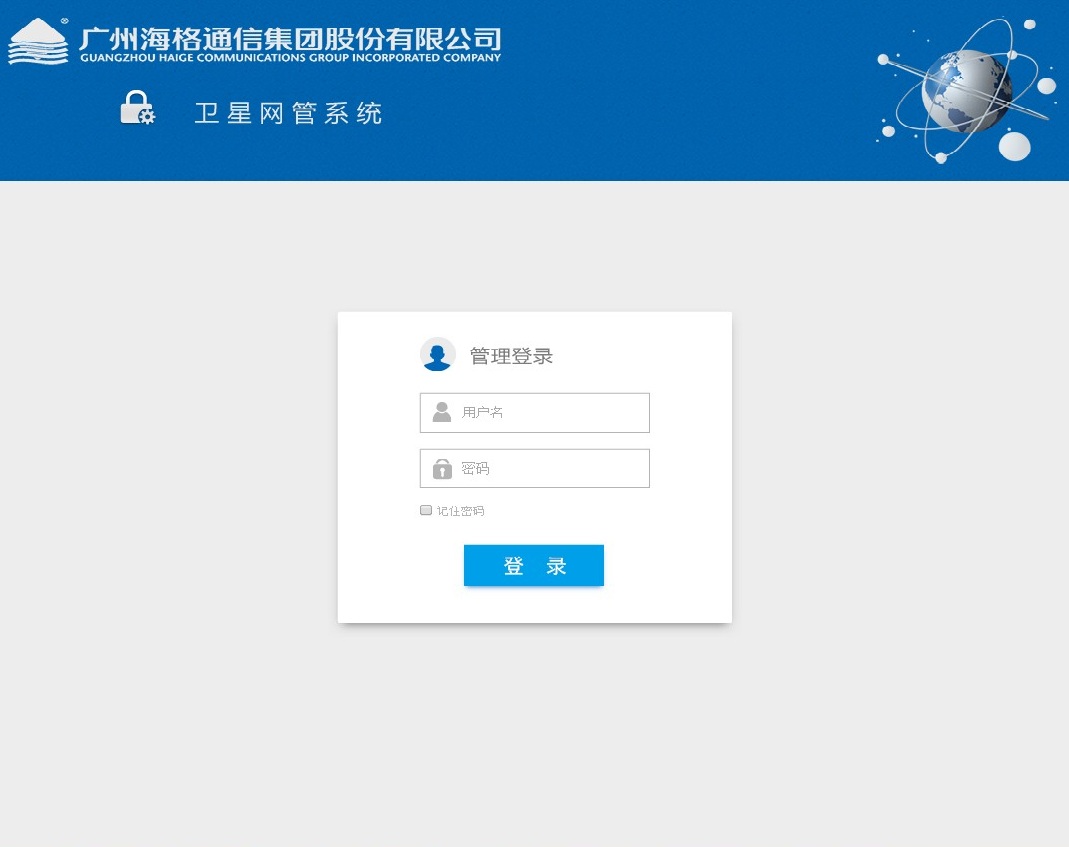 ®
广州海格通信集团股份有限公司
GUANGZHOU HAIGE COMMUNICATIONS GROUP INCORPORATED COMPANY
卫星网管系统
管理登录
用户名
密码
记住密码
登 录